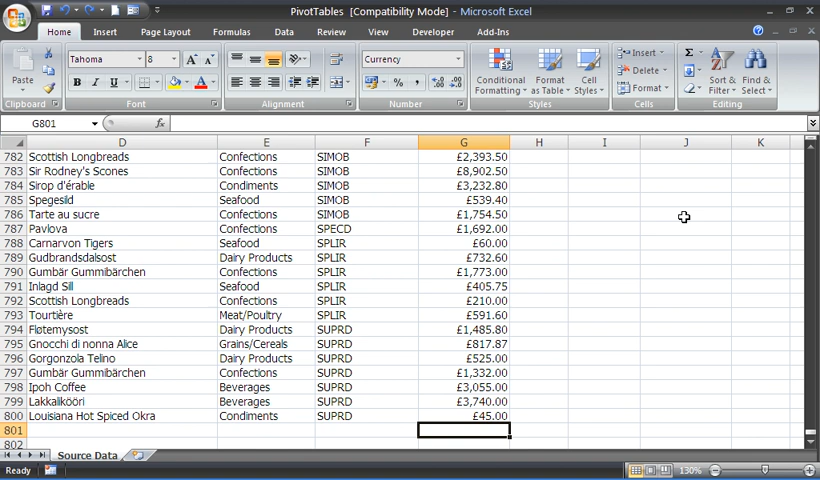 PivotTables [Compatibility Mode] - Microsoft Excel
Home Insert Page Layout Formulas Data Review View Developer Add-Ins
Paste Tahoma 8 A A Currency Conditional Formatting Format as Table Cell Styles Insert Delete Format Σ Sort & Filter Find & Select
B I U A % ,
Clipboard Font Alignment Number Styles Cells Editing
G801 fx
D E F G H I J K
782 Scottish Longbreads Confections SIMOB £2,393.50
783 Sir Rodney's Scones Confections SIMOB £8,902.50
784 Sirop d'érable Condiments SIMOB £3,232.80
785 Spegesild Seafood SIMOB £539.40
786 Tarte au sucre Confections SIMOB £1,754.50
787 Pavlova Confections SPECD £1,692.00
788 Carnarvon Tigers Seafood SPLIR £60.00
789 Gudbrandsdalsost Dairy Products SPLIR £732.60
790 Gumbär Gummibärchen Confections SPLIR £1,773.00
791 Inlagd Sill Seafood SPLIR £405.75
792 Scottish Longbreads Confections SPLIR £210.00
793 Tourtière Meat/Poultry SPLIR £591.60
794 Fløtemysost Dairy Products SUPRD £1,485.80
795 Gnocchi di nonna Alice Grains/Cereals SUPRD £817.87
796 Gorgonzola Telino Dairy Products SUPRD £525.00
797 Gumbär Gummibärchen Confections SUPRD £1,332.00
798 Ipoh Coffee Beverages SUPRD £3,055.00
799 Lakkalikööri Beverages SUPRD £3,740.00
800 Louisiana Hot Spiced Okra Condiments SUPRD £45.00
801
802
Source Data
Ready 130%